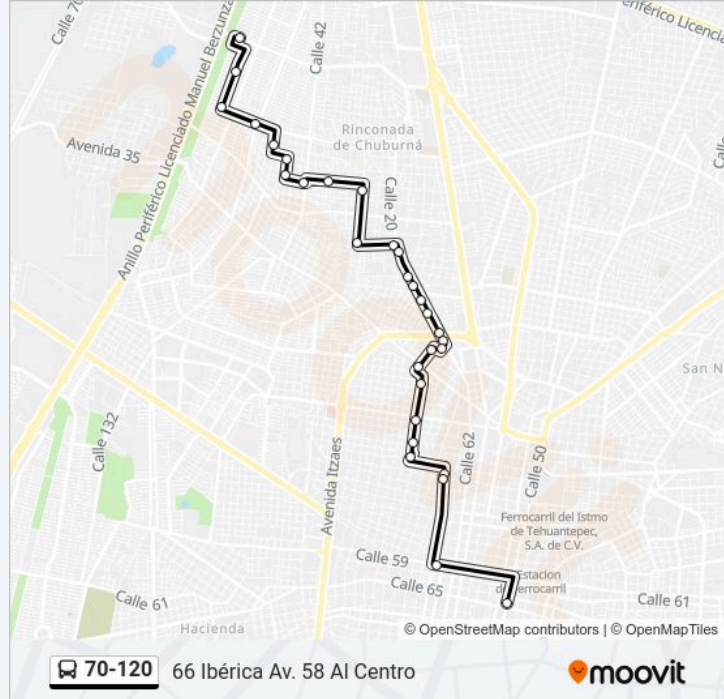 Calle 70
Calle 42
Periférico Licenciado
Anillo Periférico Licenciado Manuel Berzunza
Rinconada
de Chuburná
Avenida 35
Calle 20
San N
Calle 132
Calle 62
Calle 50
Avenida Itzaes
Ferrocarril del Istmo
de Tehuantepec,
S.A. de C.V.
Calle 59
Estacion
de Ferrocarril
Calle 65
Calle 61
Calle 61
Hacienda
© OpenStreetMap contributors | © OpenMapTiles
70-120 66 Ibérica Av. 58 Al Centro
moovit